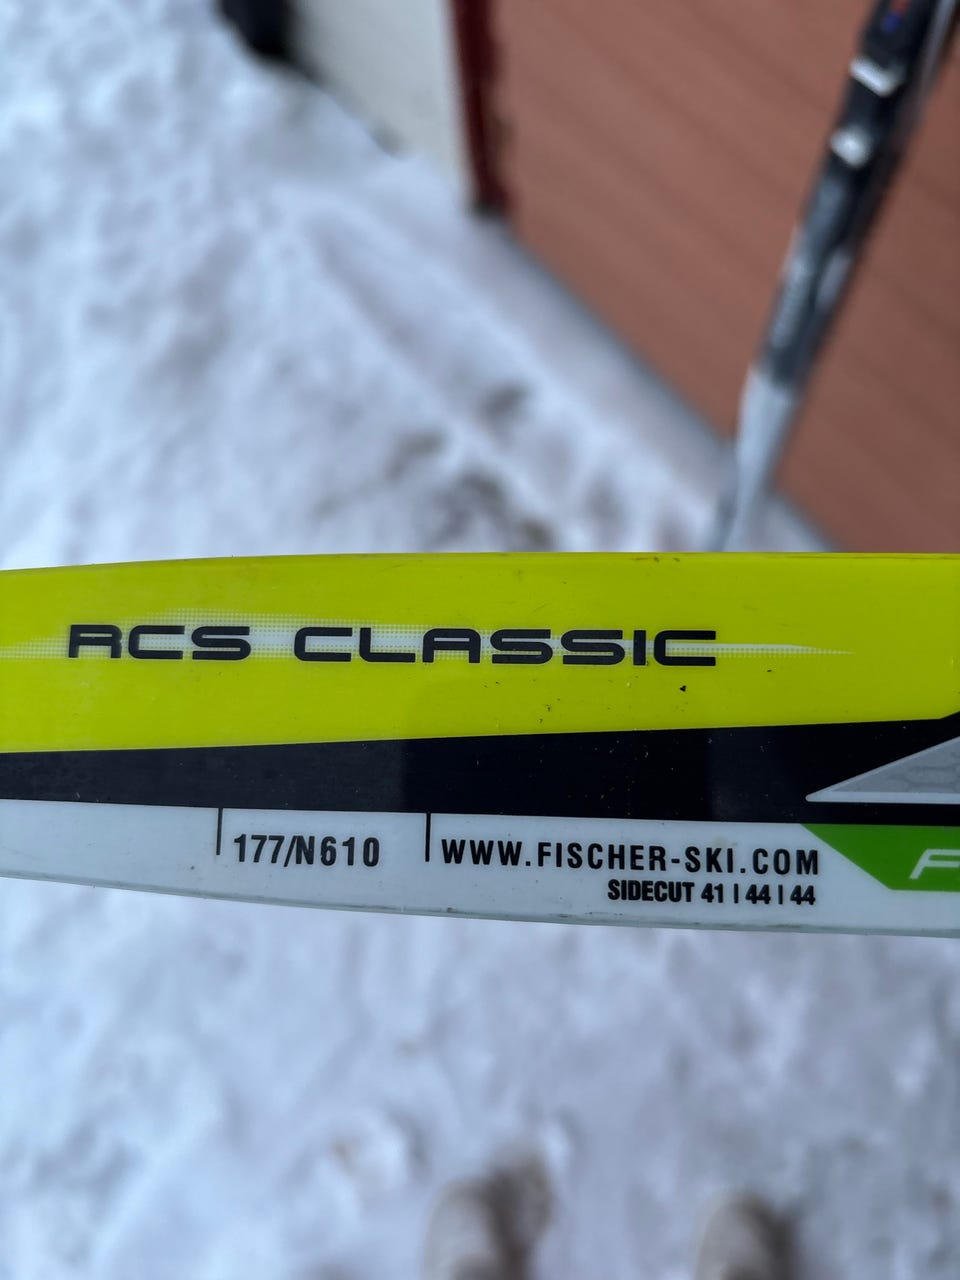 RCS CLASSIC
177/N610
WWW.FISCHER-SKI.COM
SIDECUT 41 | 44 | 44
F